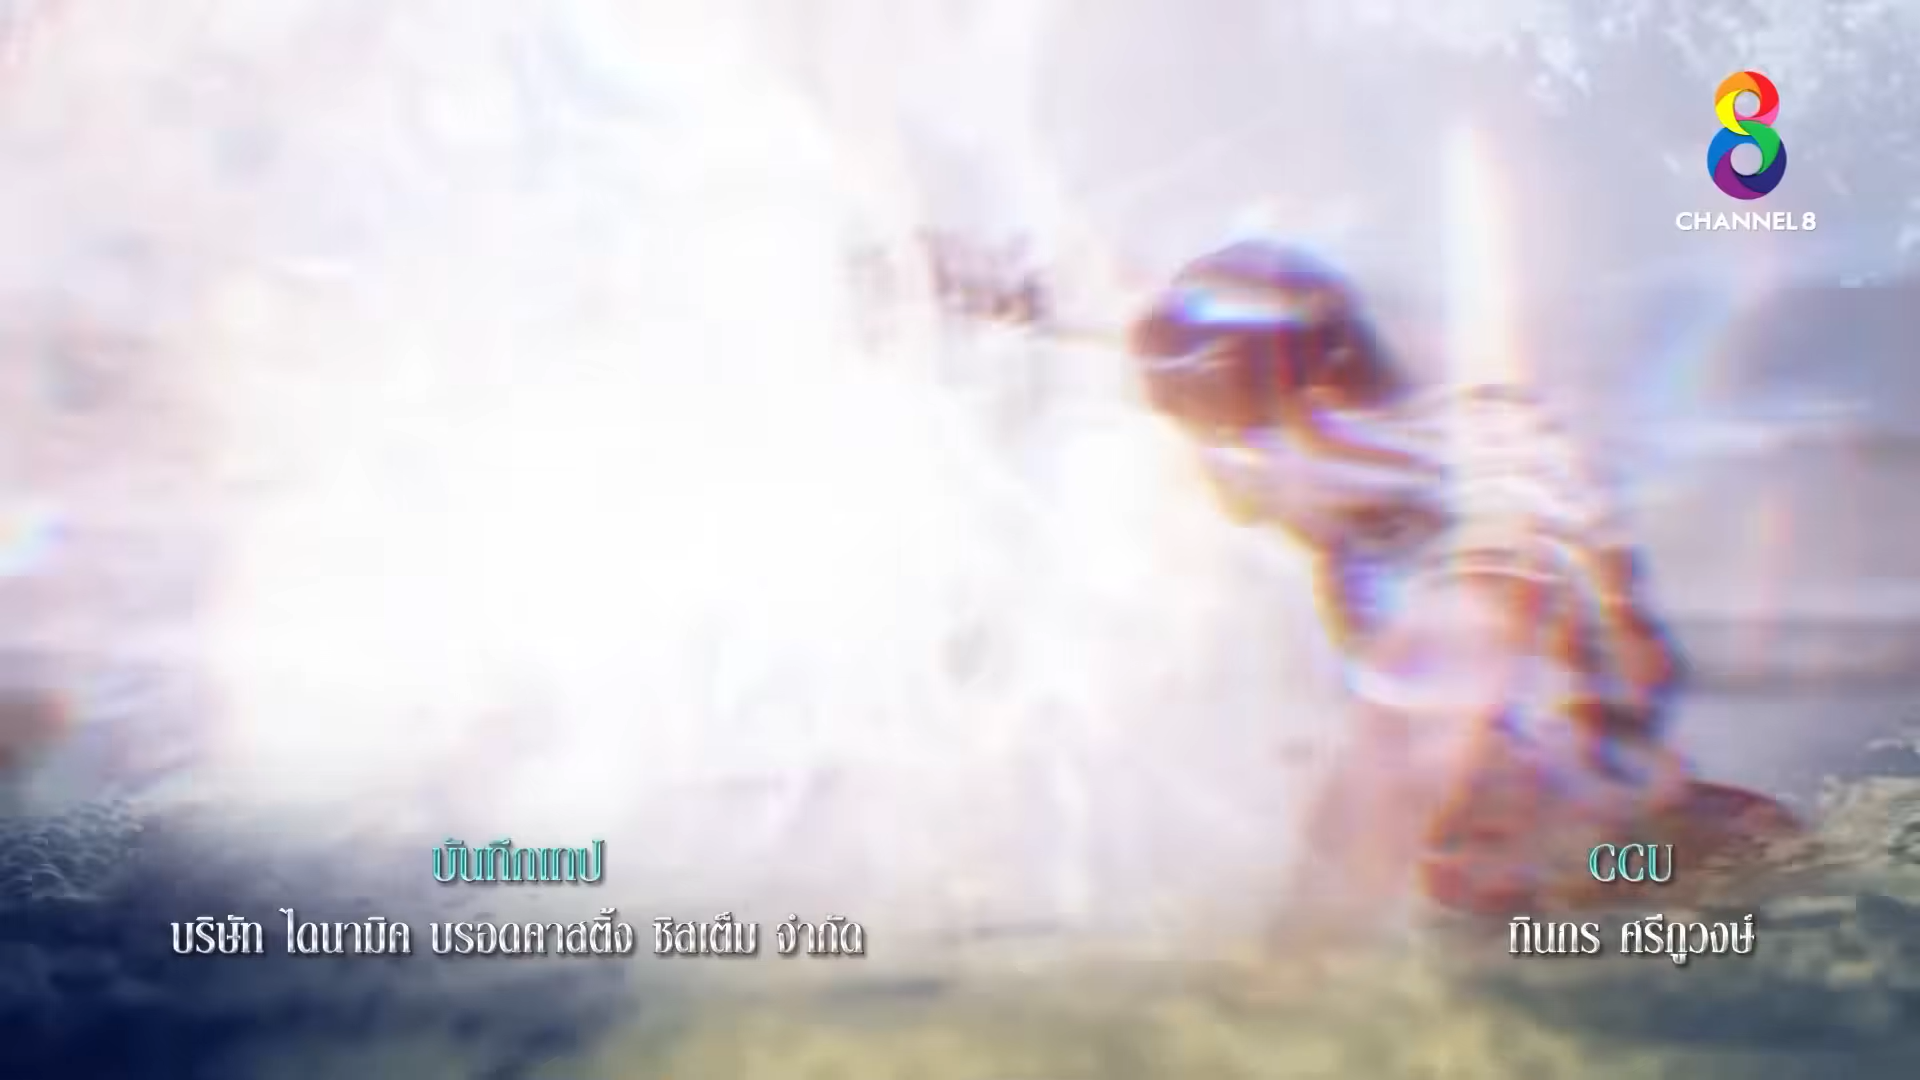 CHANNEL 8
บันทึกเทป
บริษัท ไดนามิค บรอดคาสติ้ง ซิสเต็ม จำกัด
CCU
ทินกร ศรีภูวงษ์